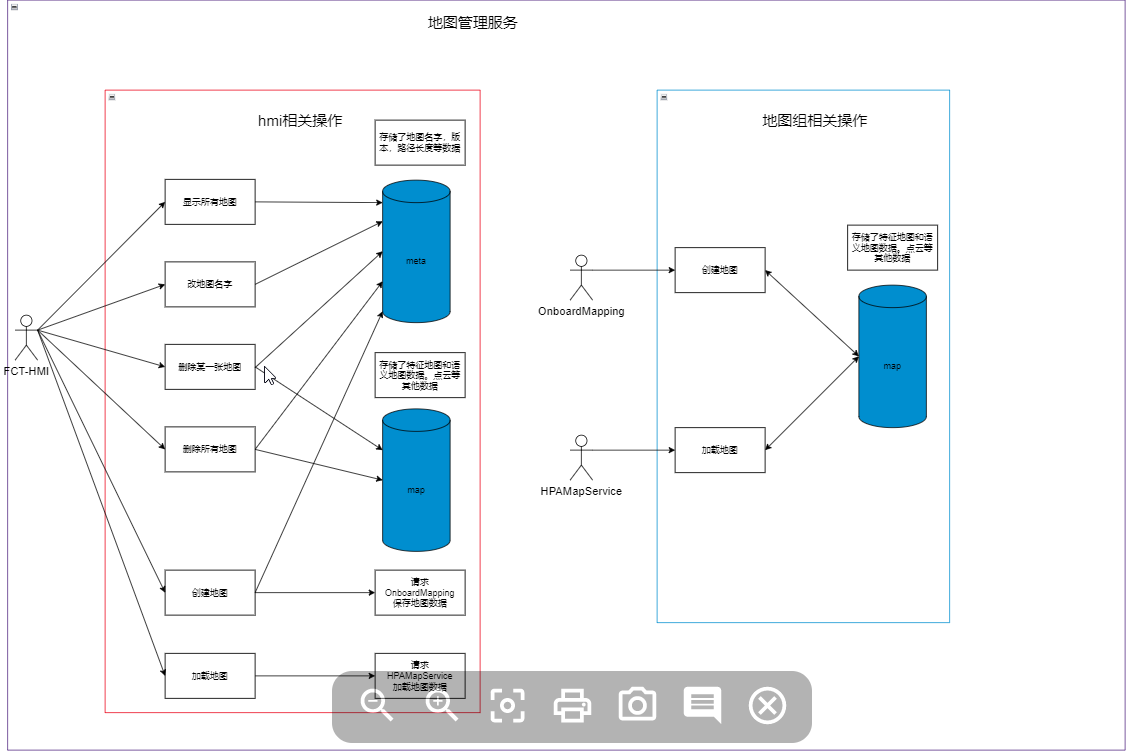 地图管理服务
hmi相关操作
存储了地图名字，版
本，路径长度等数据
显示所有地图
meta
改地图名字
FCT-HMI
删除某一张地图
存储了特征地图和语
义地图数据。点云等
其他数据
删除所有地图
map
创建地图
请求
OnboardMapping
保存地图数据
加载地图
请求
HPAMapService
加载地图数据
地图组相关操作
存储了特征地图和语
义地图数据。点云等
其他数据
OnboardMapping
创建地图
map
HPAMapService
加载地图